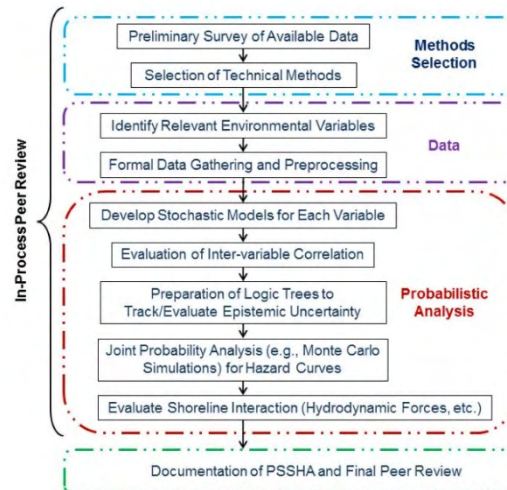 In-Process Peer Review
Preliminary Survey of Available Data
Selection of Technical Methods
Methods
Selection
Identify Relevant Environmental Variables
Formal Data Gathering and Preprocessing
Data
Develop Stochastic Models for Each Variable
Evaluation of Inter-variable Correlation
Preparation of Logic Trees to
Track/Evaluate Epistemic Uncertainty
Joint Probability Analysis (e.g., Monte Carlo
Simulations) for Hazard Curves
Evaluate Shoreline Interaction (Hydrodynamic Forces, etc.)
Probabilistic
Analysis
Documentation of PSSHA and Final Peer Review